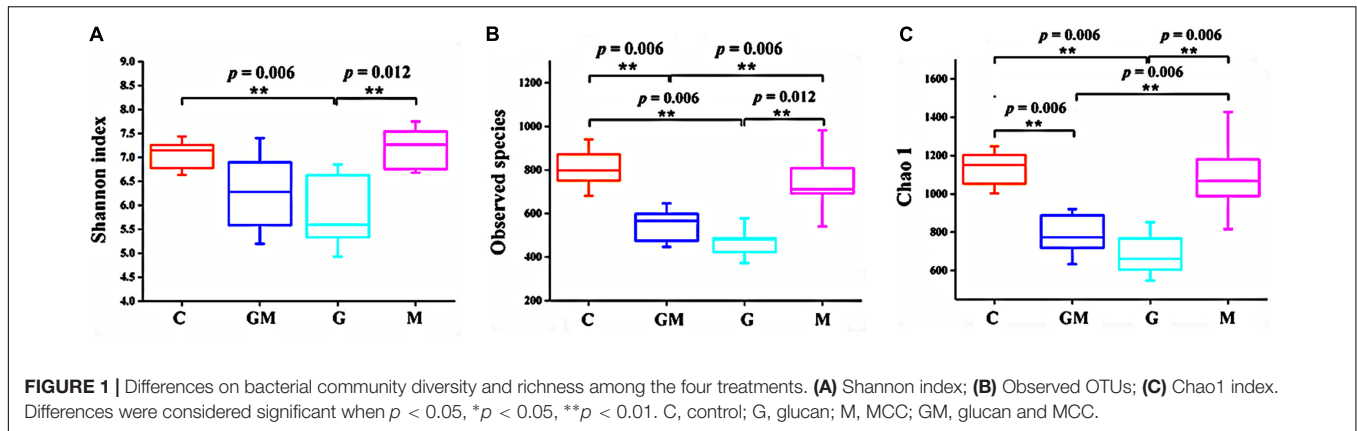 A
p = 0.006
**
p = 0.012
**
Shannon index
9.0
8.5
8.0
7.5
7.0
6.5
6.0
5.5
5.0
4.5
4.0
C GM G M
B
p = 0.006
**
p = 0.006
**
p = 0.006
**
p = 0.012
**
Observed species
1200
1000
800
600
400
200
C GM G M
C
p = 0.006
**
p = 0.006
**
p = 0.006
**
p = 0.006
**
Chao 1
1600
1400
1200
1000
800
600
C GM G M
FIGURE 1 | Differences on bacterial community diversity and richness among the four treatments. (A) Shannon index; (B) Observed OTUs; (C) Chao1 index.
Differences were considered significant when p < 0.05, *p < 0.05, **p < 0.01. C, control; G, glucan; M, MCC; GM, glucan and MCC.